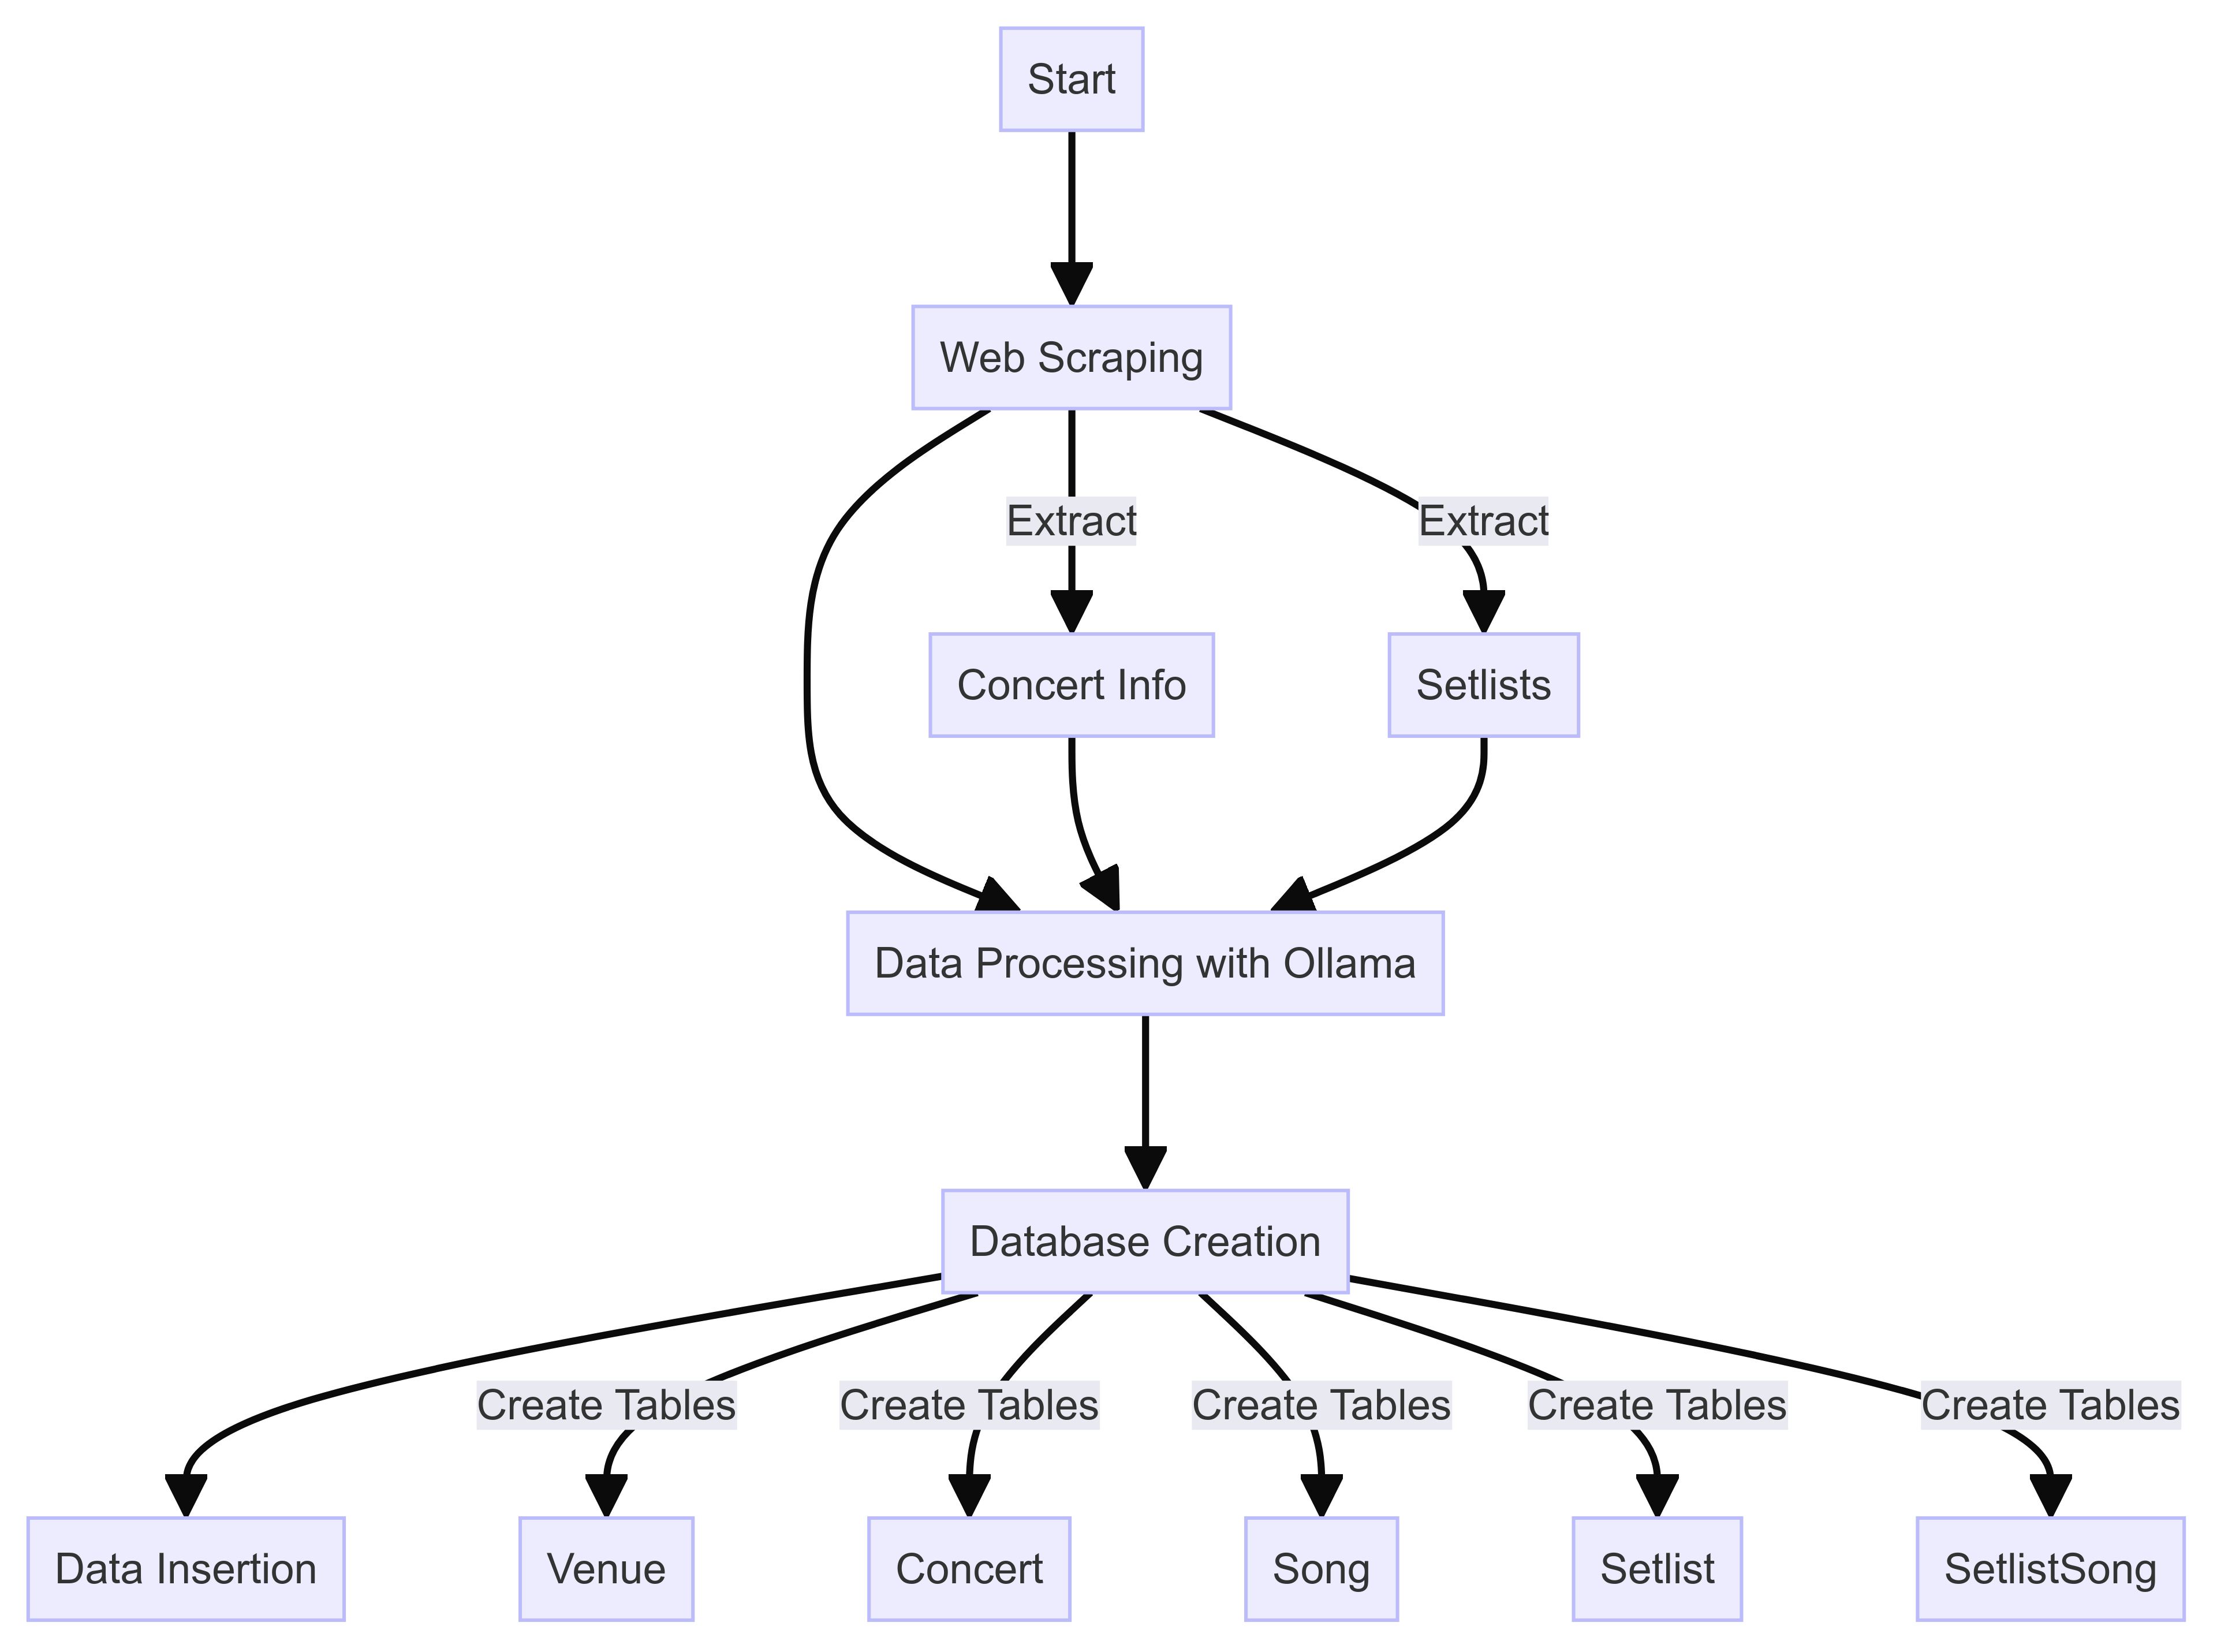 Start
Web Scraping
Extract
Extract
Concert Info
Setlists
Data Processing with Ollama
Database Creation
Create Tables
Create Tables
Create Tables
Create Tables
Create Tables
Data Insertion
Venue
Concert
Song
Setlist
SetlistSong